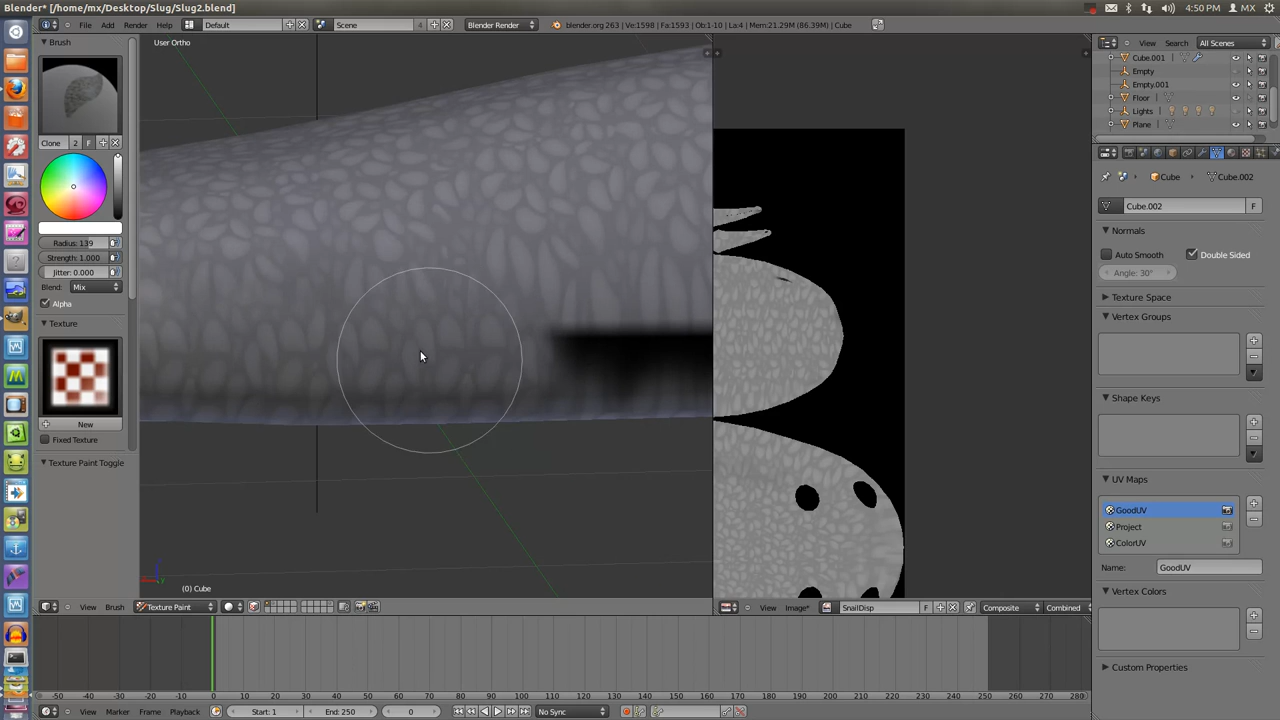 Blender* [/home/mx/Desktop/Slug/Slug2.blend]
4:50 PM
MX
File
Add
Render
Help
Default
Scene
4
Blender Render
blender.org 263 | Ve:1598 | Fa:1593 | Ob:1-10 | La:4 | Mem:21.29M (86.39M) | Cube
Brush
Clone
2
F
Radius: 139
Strength: 1.000
Jitter: 0.000
Blend:
Mix
Alpha
Texture
New
Fixed Texture
Texture Paint Toggle
User Ortho
(0) Cube
View
Brush
Texture Paint
View
Image*
SnailDisp
F
Composite
Combined
View
Search
All Scenes
Cube.001
Empty
Empty.001
Floor
Lights
Plane
Cube
Cube.002
Cube.002
F
Normals
Auto Smooth
Double Sided
Angle: 30°
Texture Space
Vertex Groups
Shape Keys
UV Maps
GoodUV
Project
ColorUV
Name:
GoodUV
Vertex Colors
Custom Properties
-50 -40 -30 -20 -10 0 10 20 30 40 50 60 70 80 90 100 110 120 130 140 150 160 170 180 190 200 210 220 230 240 250 260 270 280
View
Marker
Frame
Playback
Start: 1
End: 250
0
No Sync